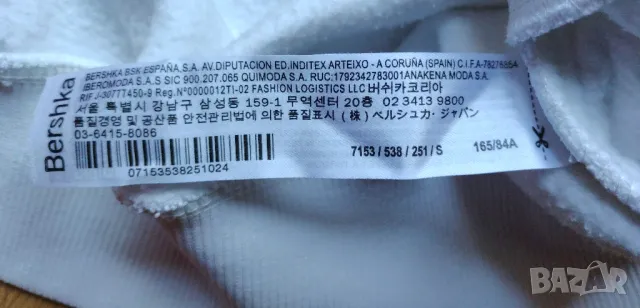 Bershka
BERSHKA BSK ESPAÑA,S.A. AV.DIPUTACION ED.INDITEX ARTEIXO - A CORUÑA (SPAIN) C.I.F.A-78276854
IBEROMODA S.A.S SIC 900.207.065 QUIMODA S.A. RUC:1792342783001ANAKENA MODA S.A.
RIF J-30777450-9 Reg.Nº0000012TI-02 FASHION LOGISTICS LLC 버쉬카코리아
서울 특별시 강남구 삼성동 159-1 무역센터 20층 02 3413 9800
품질경영 및 공산품 안전관리법에 의한 품질표시 (株) ベルシュカ・ジャパン
03-6415-8086
07153538251024
7153 / 538 / 251 / S
165/84A
BAZAR
bazar.bg